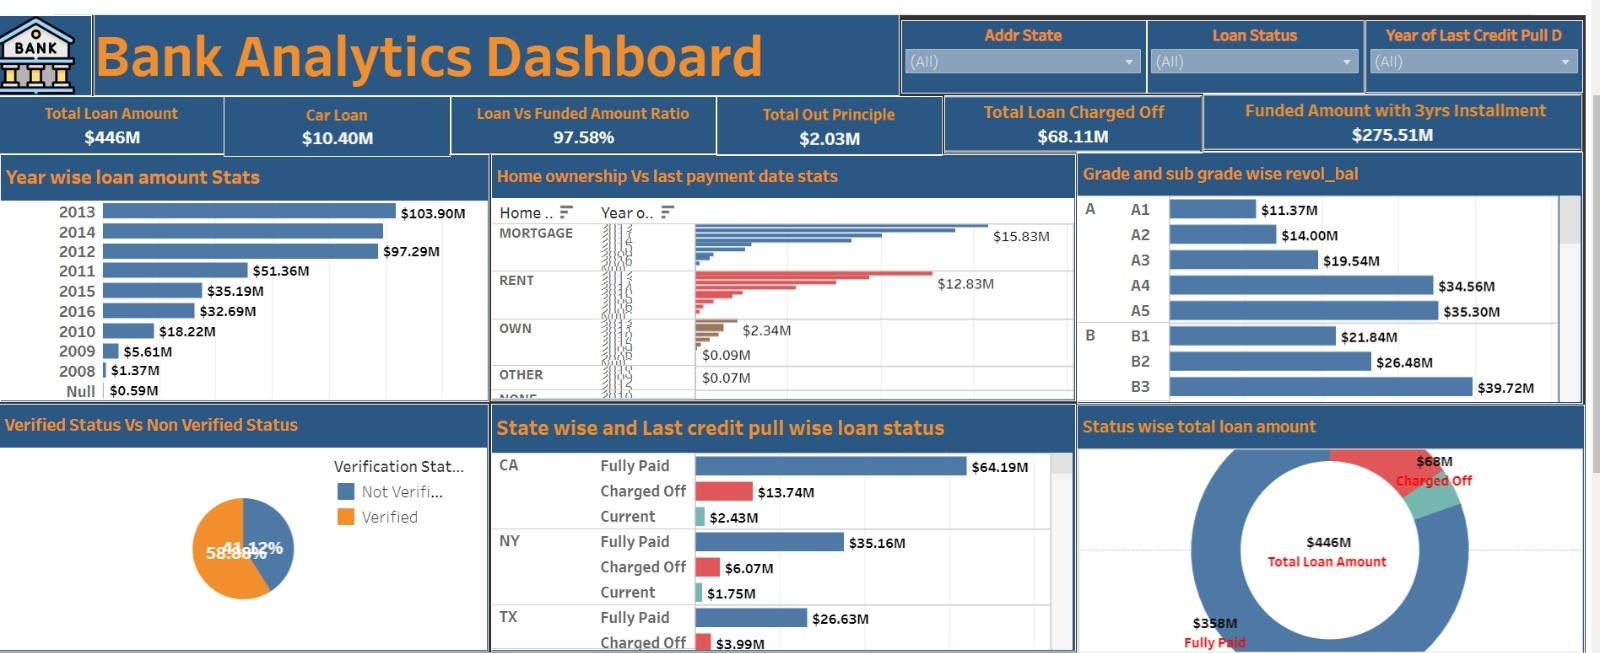 BANK
Bank Analytics Dashboard
Addr State
(All)
Loan Status
(All)
Year of Last Credit Pull D
(All)
Total Loan Amount
$446M
Car Loan
$10.40M
Loan Vs Funded Amount Ratio
97.58%
Total Out Principle
$2.03M
Total Loan Charged Off
$68.11M
Funded Amount with 3yrs Installment
$275.51M
Year wise loan amount Stats
2013 $103.90M
2014
2012 $97.29M
2011 $51.36M
2015 $35.19M
2016 $32.69M
2010 $18.22M
2009 $5.61M
2008 $1.37M
Null $0.59M
Home ownership Vs last payment date stats
Home .. Year o..
MORTGAGE $15.83M
RENT $12.83M
OWN $2.34M
$0.09M
OTHER $0.07M
Grade and sub grade wise revol_bal
A A1 $11.37M
A2 $14.00M
A3 $19.54M
A4 $34.56M
A5 $35.30M
B B1 $21.84M
B2 $26.48M
B3 $39.72M
Verified Status Vs Non Verified Status
Verification Stat...
Not Verifi...
Verified
41.12%
58.88%
State wise and Last credit pull wise loan status
CA Fully Paid $64.19M
Charged Off $13.74M
Current $2.43M
NY Fully Paid $35.16M
Charged Off $6.07M
Current $1.75M
TX Fully Paid $26.63M
Charged Off $3.99M
Status wise total loan amount
$68M
Charged Off
$446M
Total Loan Amount
$358M
Fully Paid